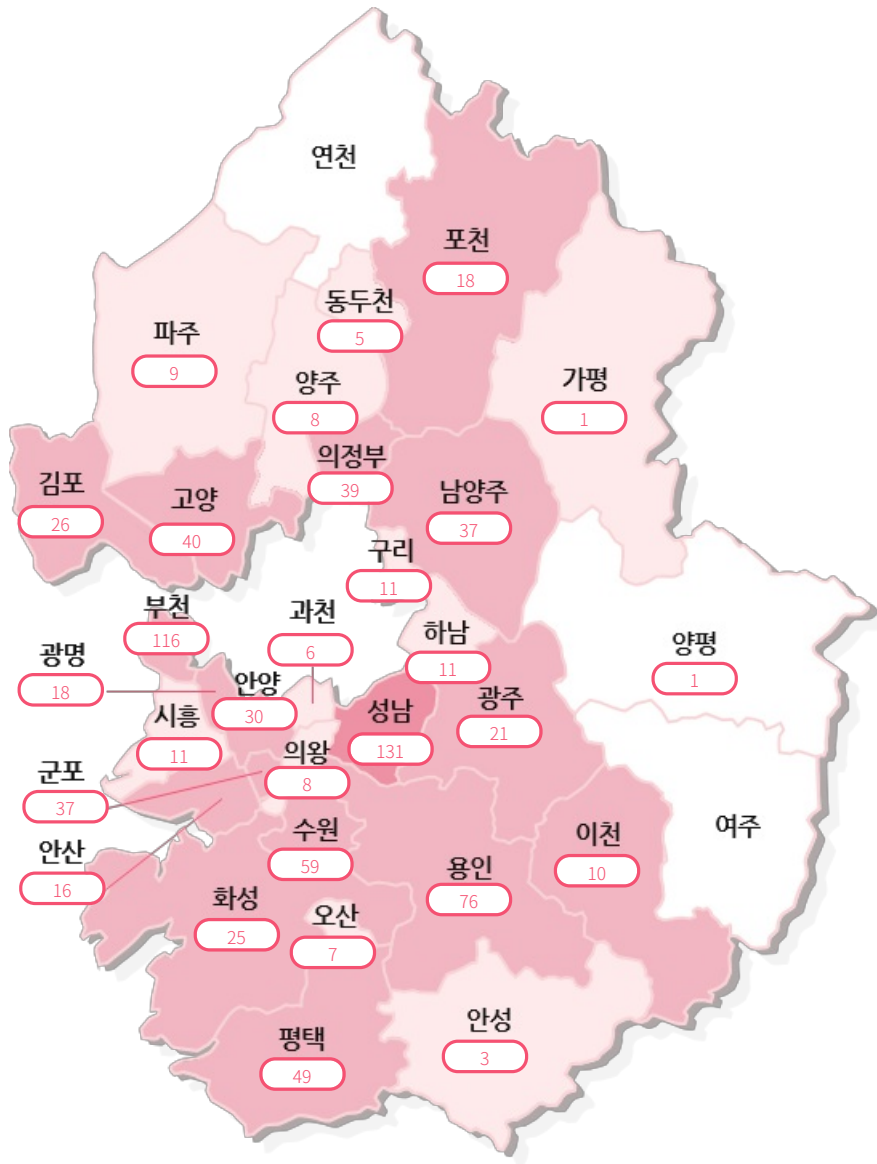 연천
포천
18
동두천
5
파주
9
양주
8
가평
1
의정부
39
김포
26
고양
40
남양주
37
구리
11
부천
116
과천
6
하남
11
광명
18
안양
30
양평
1
시흥
11
성남
131
광주
21
의왕
8
군포
37
수원
59
이천
10
여주
안산
16
용인
76
화성
25
오산
7
안성
3
평택
49